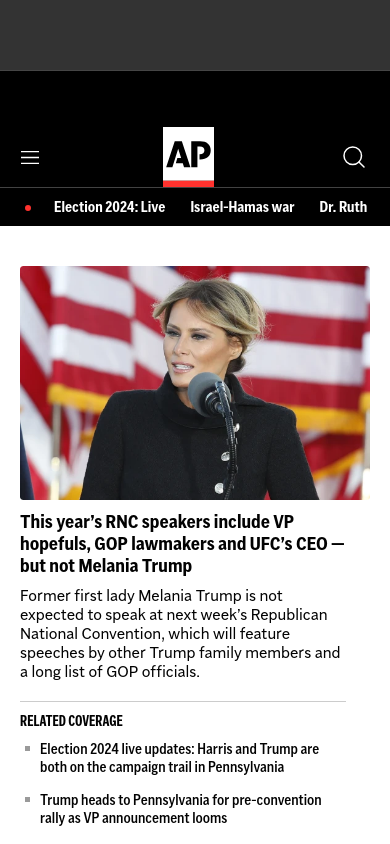 AP
Election 2024: Live
Israel-Hamas war
Dr. Ruth
This year's RNC speakers include VP
hopefuls, GOP lawmakers and UFC's CEO —
but not Melania Trump
Former first lady Melania Trump is not
expected to speak at next week's Republican
National Convention, which will feature
speeches by other Trump family members and
a long list of GOP officials.
RELATED COVERAGE
Election 2024 live updates: Harris and Trump are
both on the campaign trail in Pennsylvania
Trump heads to Pennsylvania for pre-convention
rally as VP announcement looms